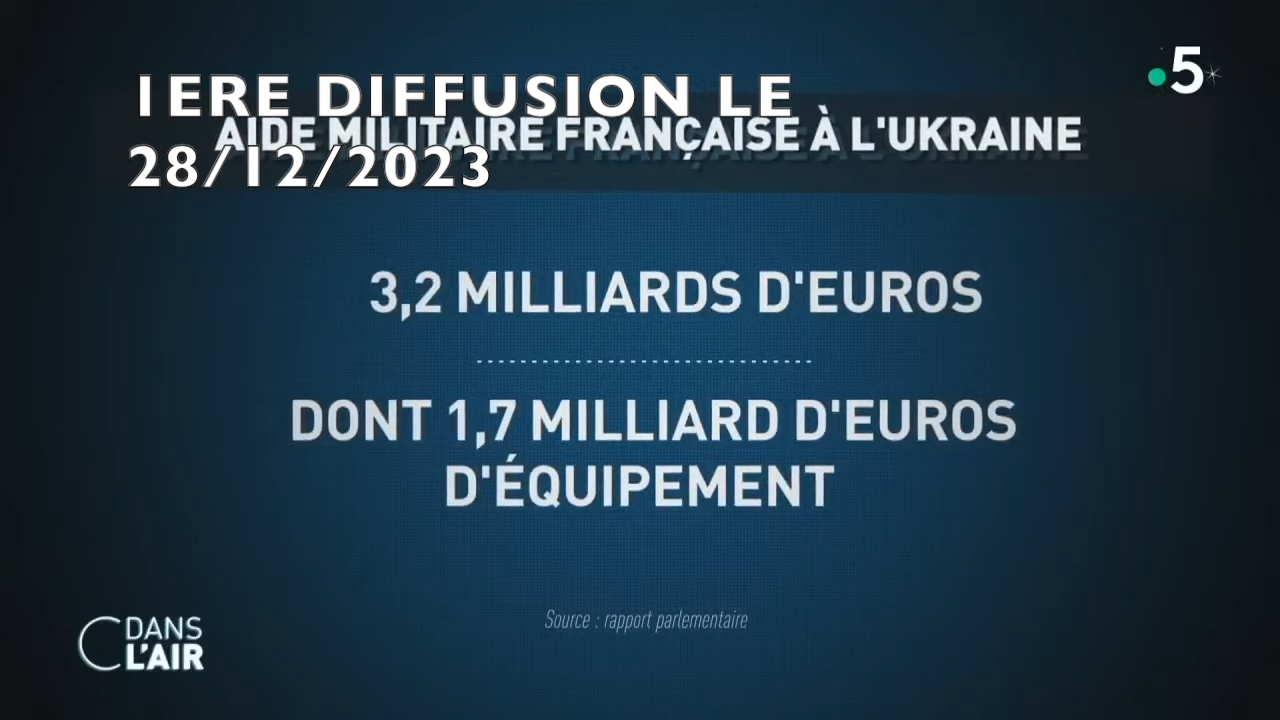 1ERE DIFFUSION LE
AIDE MILITAIRE FRANÇAISE À L'UKRAINE
28/12/2023
5
3,2 MILLIARDS D'EUROS
DONT 1,7 MILLIARD D'EUROS
D'ÉQUIPEMENT
Source : rapport parlementaire
C DANS
L'AIR